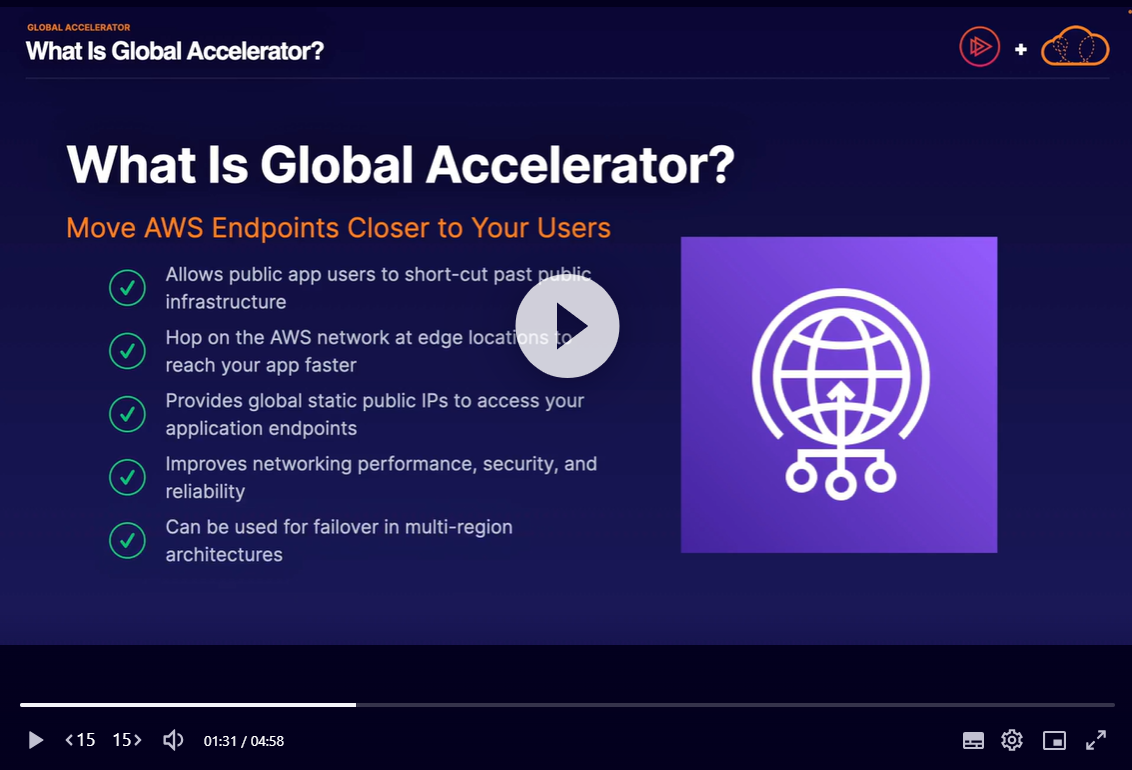 GLOBAL ACCELERATOR
What Is Global Accelerator?
What Is Global Accelerator?
Move AWS Endpoints Closer to Your Users
Allows public app users to short-cut past public
infrastructure
Hop on the AWS network at edge locations to
reach your app faster
Provides global static public IPs to access your
application endpoints
Improves networking performance, security, and
reliability
Can be used for failover in multi-region
architectures
15 15 01:31 / 04:58